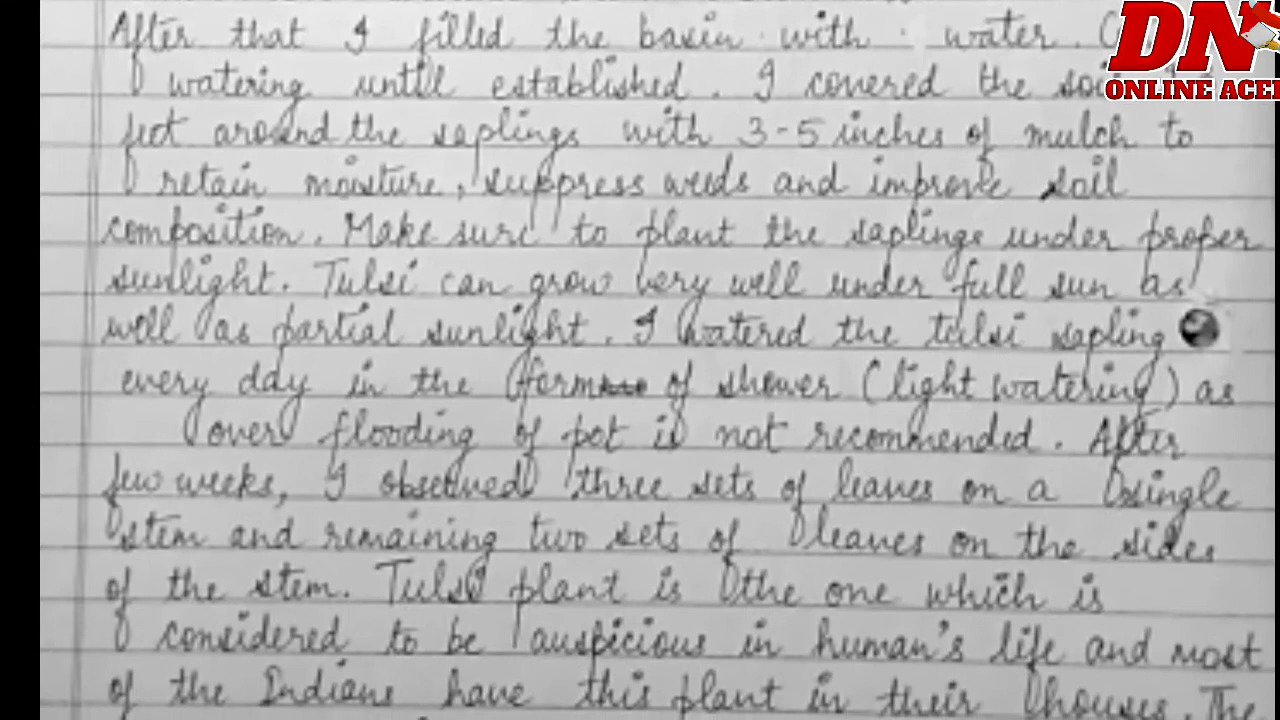 After that I filled the basin with water.
watering until established. I covered the soil
feet around the saplings with 3-5 inches of mulch to
retain moisture, suppress weeds and improve soil
composition. Make sure to plant the saplings under proper
sunlight. Tulsi can grow very well under full sun as
well as partial sunlight. I watered the tulsi sapling
every day in the form of shower (light watering) as
over flooding of pot is not recommended. After
few weeks, I observed three sets of leaves on a single
stem and remaining two sets of leaves on the sides
of the stem. Tulsi plant is the one which is
considered to be auspicious in human's life and most
of the Indians have this plant in their houses. The
DN
ONLINE